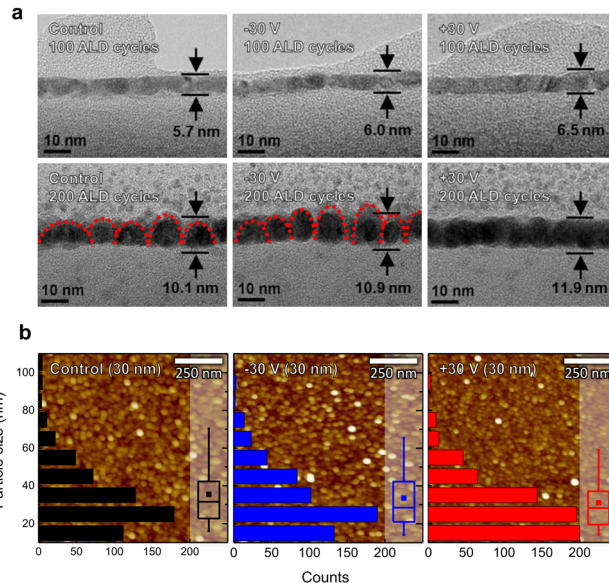 a
Control
100 ALD cycles
5.7 nm
10 nm
-30 V
100 ALD cycles
6.0 nm
10 nm
+30 V
100 ALD cycles
6.5 nm
10 nm
Control
200 ALD cycles
10.1 nm
10 nm
-30 V
200 ALD cycles
10.9 nm
10 nm
+30 V
200 ALD cycles
11.9 nm
10 nm
b
size (nm)
100
80
60
40
20
Control (30 nm)
250 nm
0 50 100 150 200
-30 V (30 nm)
250 nm
0 50 100 150 200
+30 V (30 nm)
250 nm
0 50 100 150 200
Counts